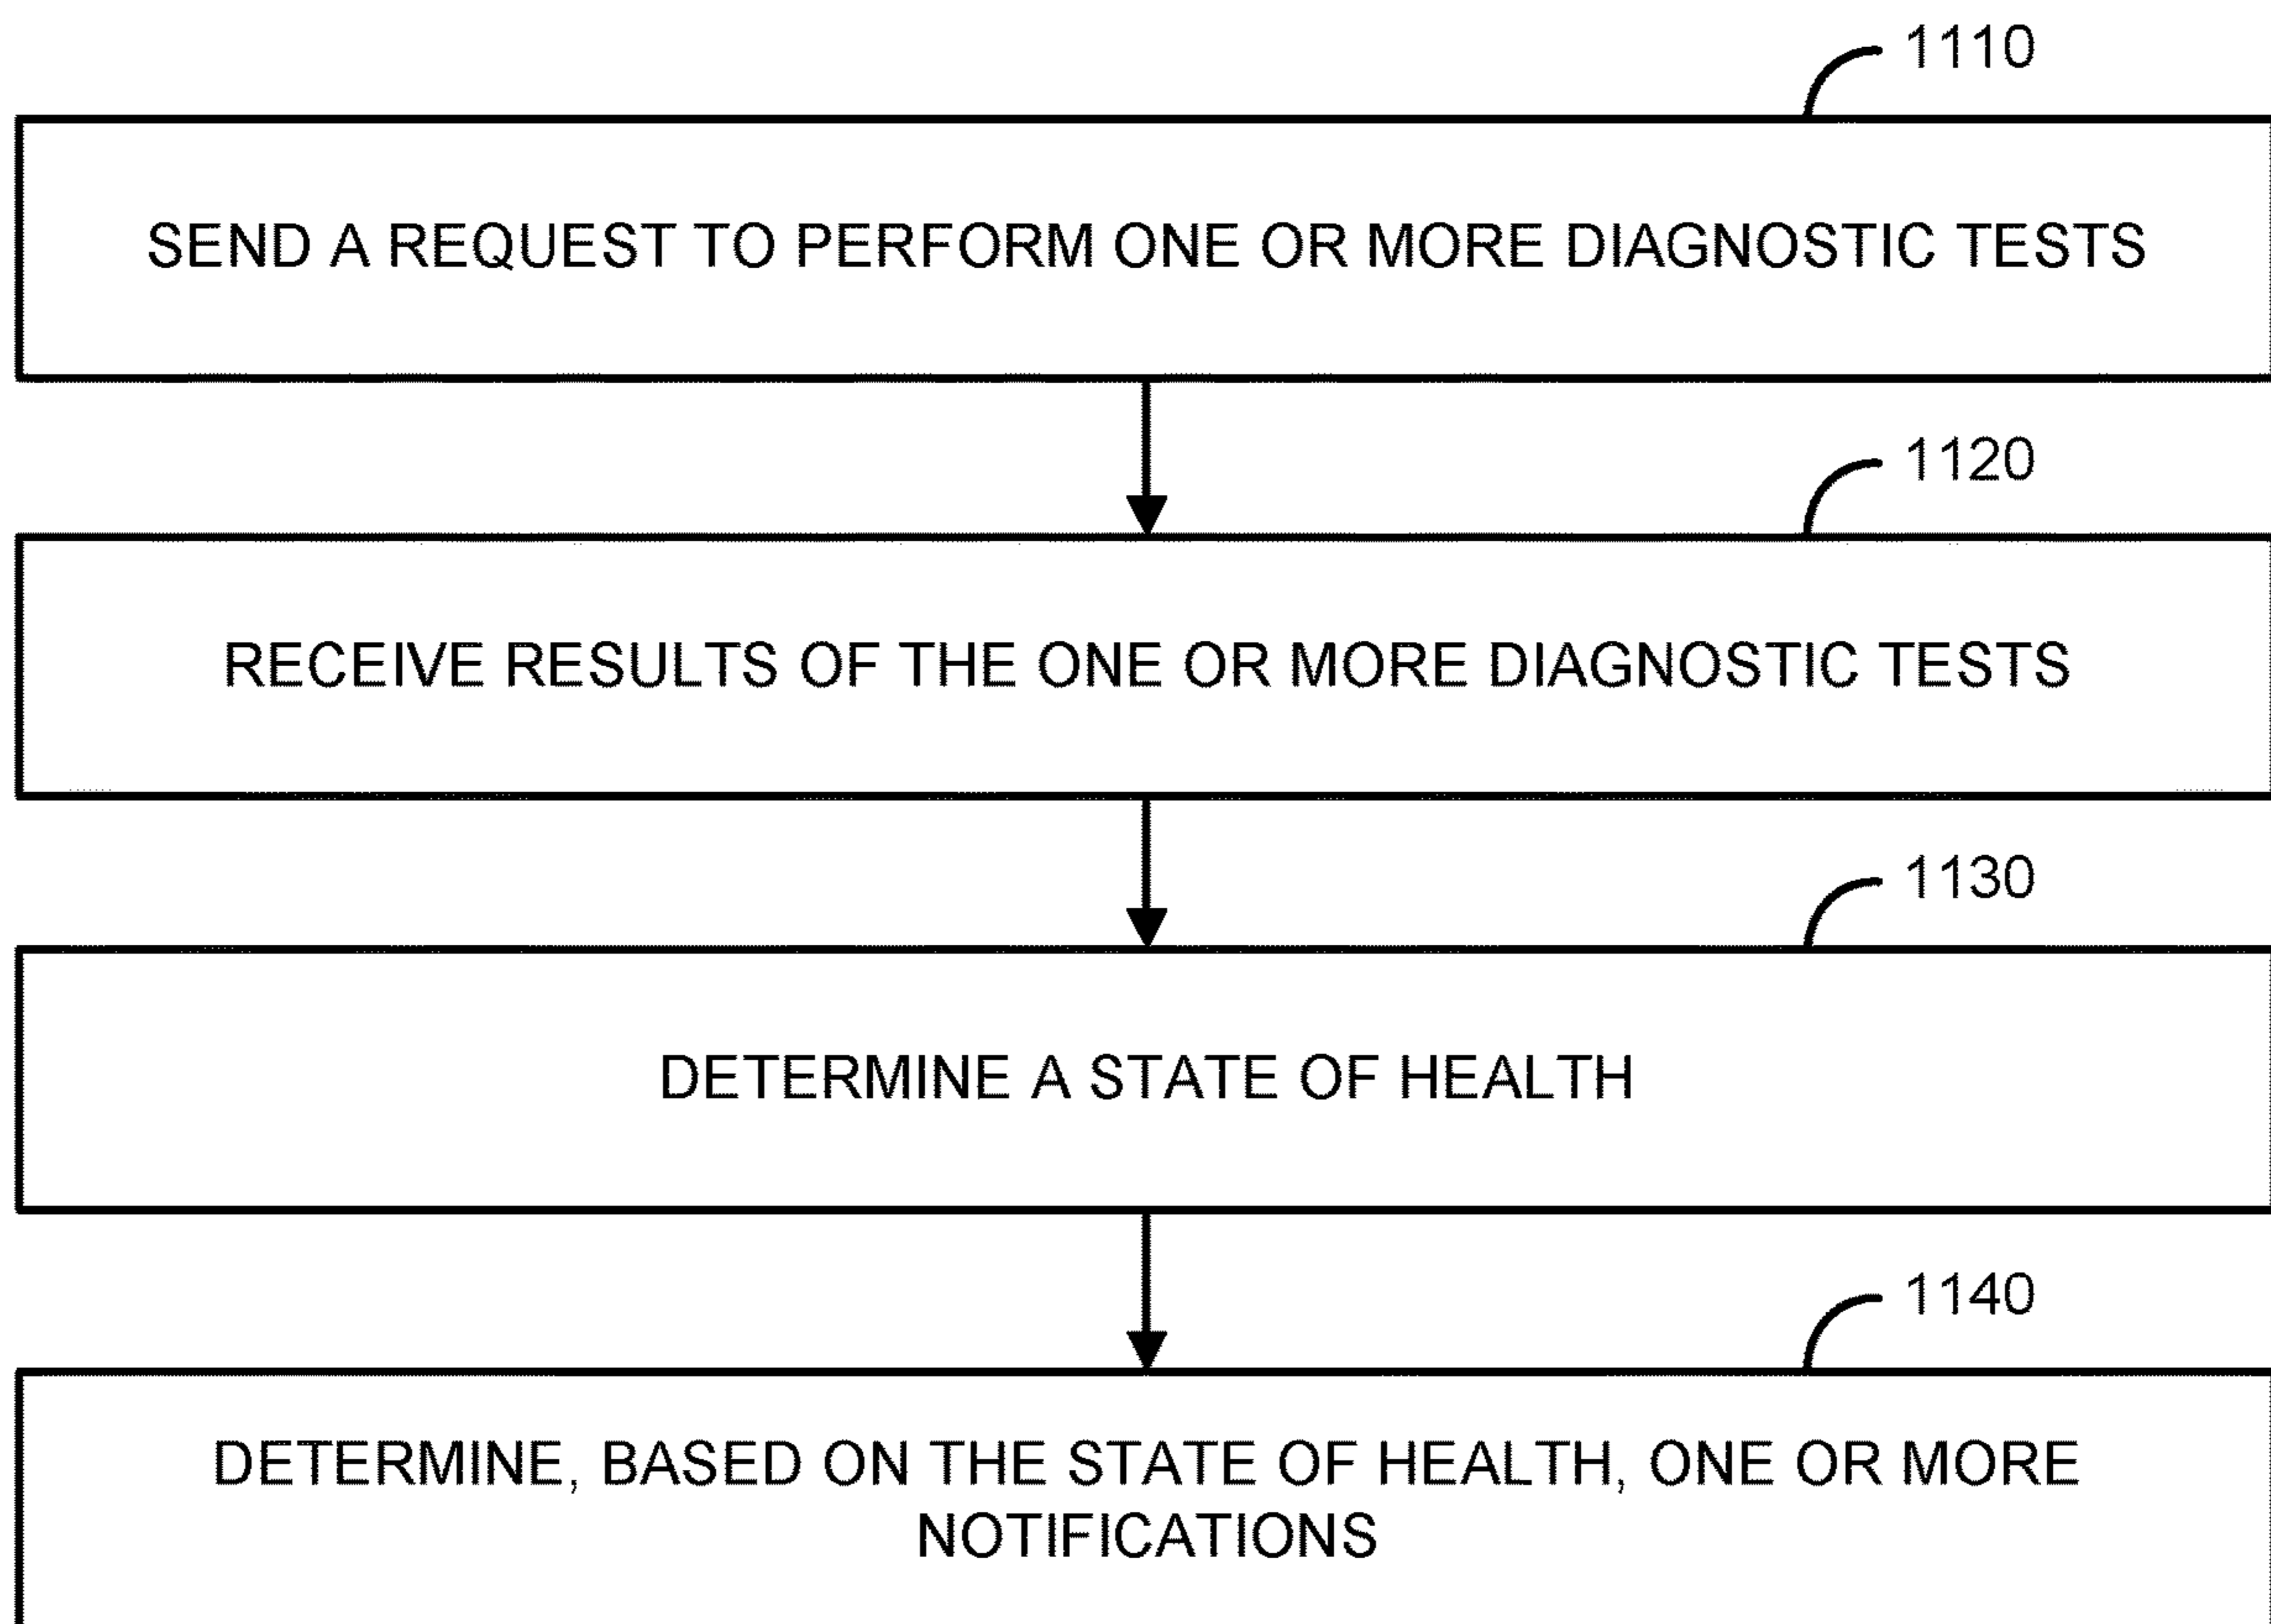 1110
SEND A REQUEST TO PERFORM ONE OR MORE DIAGNOSTIC TESTS
1120
RECEIVE RESULTS OF THE ONE OR MORE DIAGNOSTIC TESTS
1130
DETERMINE A STATE OF HEALTH
1140
DETERMINE, BASED ON THE STATE OF HEALTH, ONE OR MORE
NOTIFICATIONS